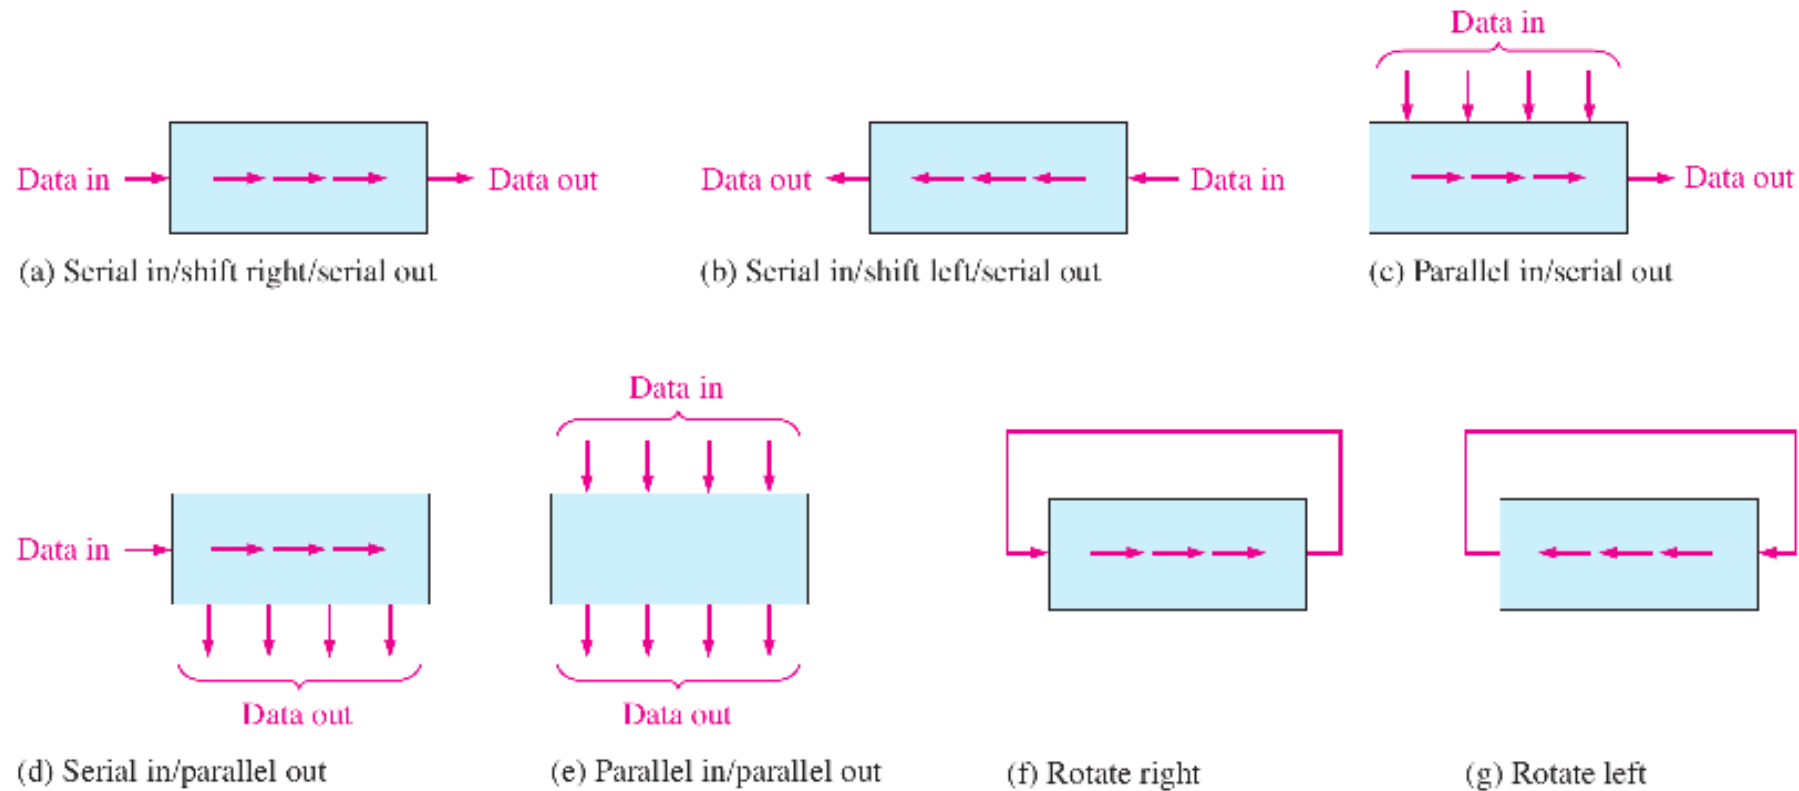 Data in
Data in
Data out
Data out
Data in
Data out
(a) Serial in/shift right/serial out
(b) Serial in/shift left/serial out
(c) Parallel in/serial out
Data in
Data in
Data out
Data out
(d) Serial in/parallel out
(e) Parallel in/parallel out
(f) Rotate right
(g) Rotate left